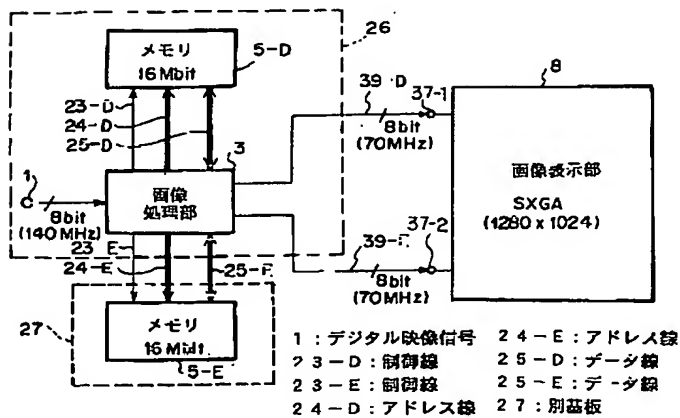 26
メモリ
16Mbit
5-D
8
23-D
24-D
25-D
3
39-D
37-1
8bit
(70MHz)
1
画像
処理部
8bit
(140MHz)
画像表示部
SXGA
(1280×1024)
23-E
24-E
25-E
39-E
37-2
8bit
(70MHz)
27
メモリ
16Mbit
5-E
1:デジタル映像信号
23-D:制御線
23-E:制御線
24-D:アドレス線
24-E:アドレス線
25-D:データ線
25-E:データ線
27:別基板